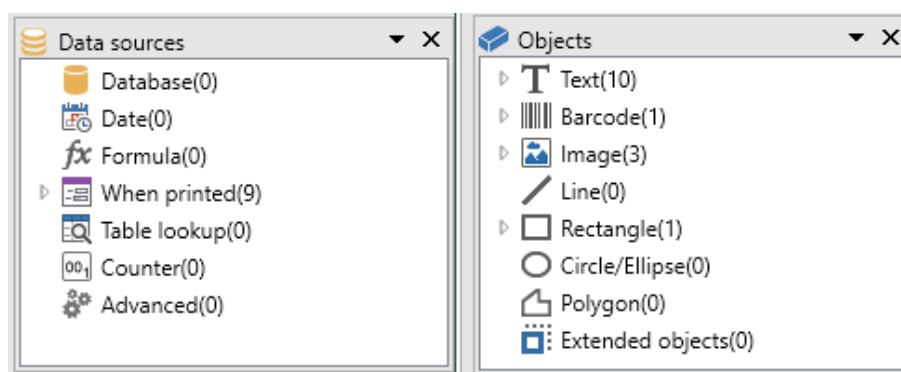 Data sources
Database(0)
Date(0)
Formula(0)
When printed(9)
Table lookup(0)
Counter(0)
Advanced(0)
Objects
Text(10)
Barcode(1)
Image(3)
Line(0)
Rectangle(1)
Circle/Ellipse(0)
Polygon(0)
Extended objects(0)